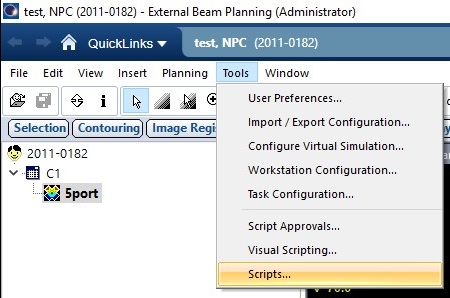 test, NPC (2011-0182) - External Beam Planning (Administrator)
QuickLinks test, NPC (2011-0182)
File Edit View Insert Planning Tools Window
Selection Contouring Image Regi
2011-0182
C1
5port
User Preferences...
Import / Export Configuration...
Configure Virtual Simulation...
Workstation Configuration...
Task Configuration...
Script Approvals...
Visual Scripting...
Scripts...